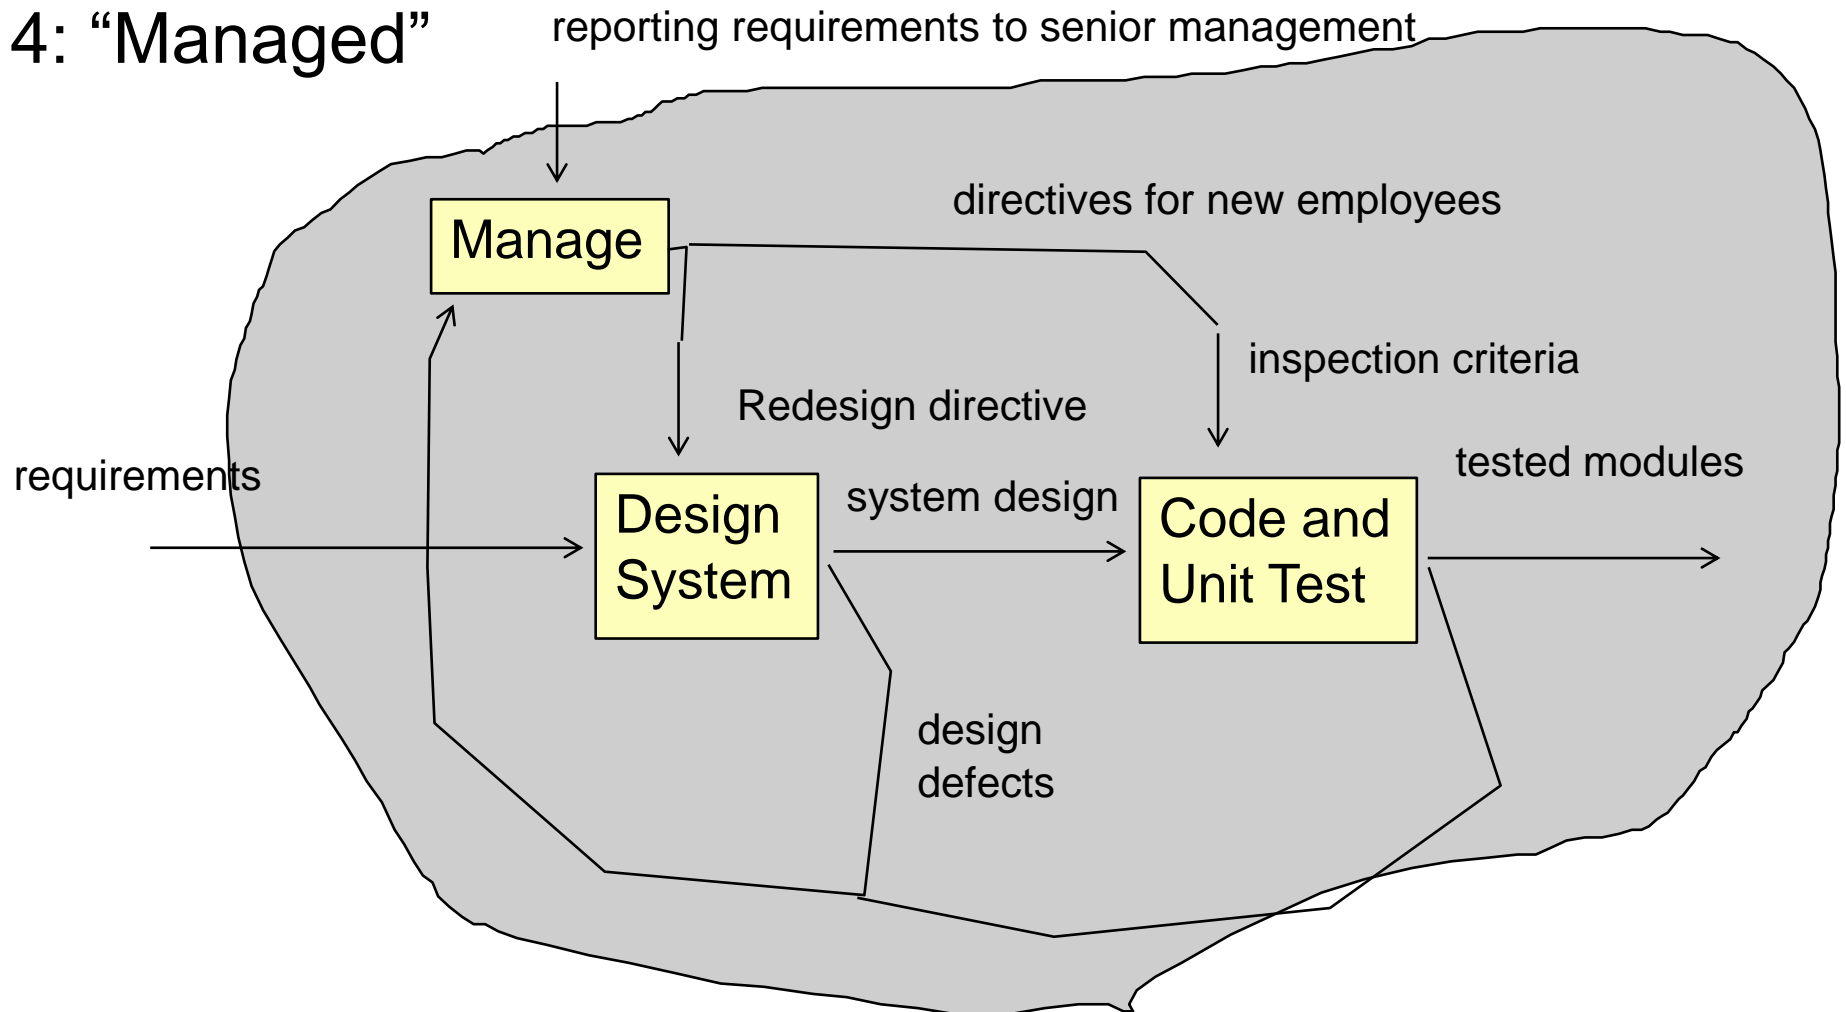 4: “Managed”
reporting requirements to senior management
Manage
directives for new employees
inspection criteria
Redesign directive
requirements
tested modules
system design
Design
System
Code and
Unit Test
design
defects